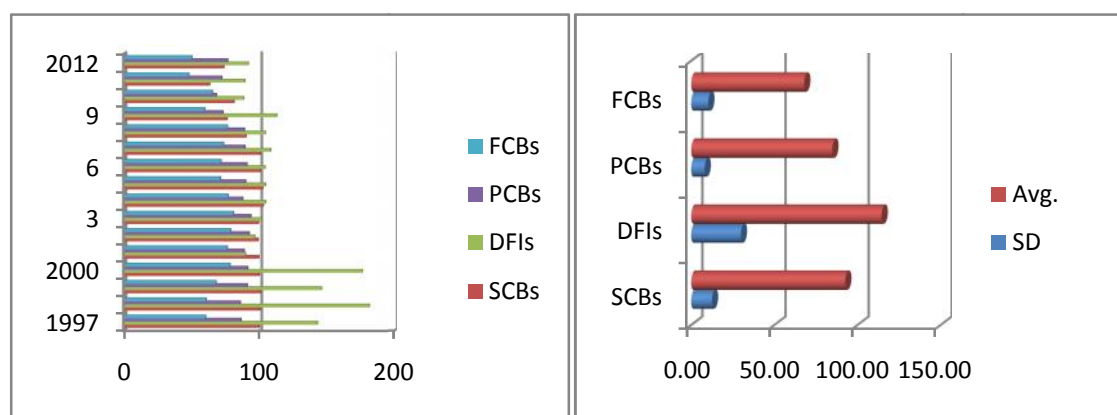 2012
9
6
3
2000
1997
0 100 200
FCBs
PCBs
DFIs
SCBs
FCBs
PCBs
DFIs
SCBs
0.00 50.00 100.00 150.00
Avg.
SD